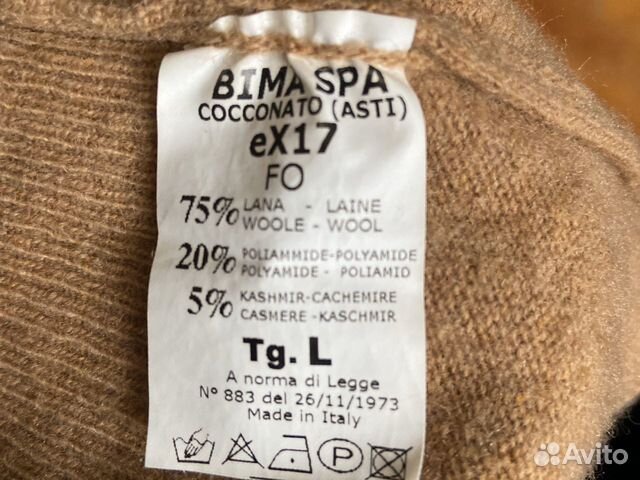 BIMA SPA
COCCONATO (ASTI)
eX17
FO
75% LANA - LAINE
WOOLE - WOOL
20% POLIAMMIDE-POLYAMIDE
POLYAMIDE - POLIAMID
5% KASHMIR-CACHEMIRE
CASMERE-KASCHMIR
Tg. L
A norma di Legge
N° 883 del 26/11/1973
Made in Italy
P
Avito